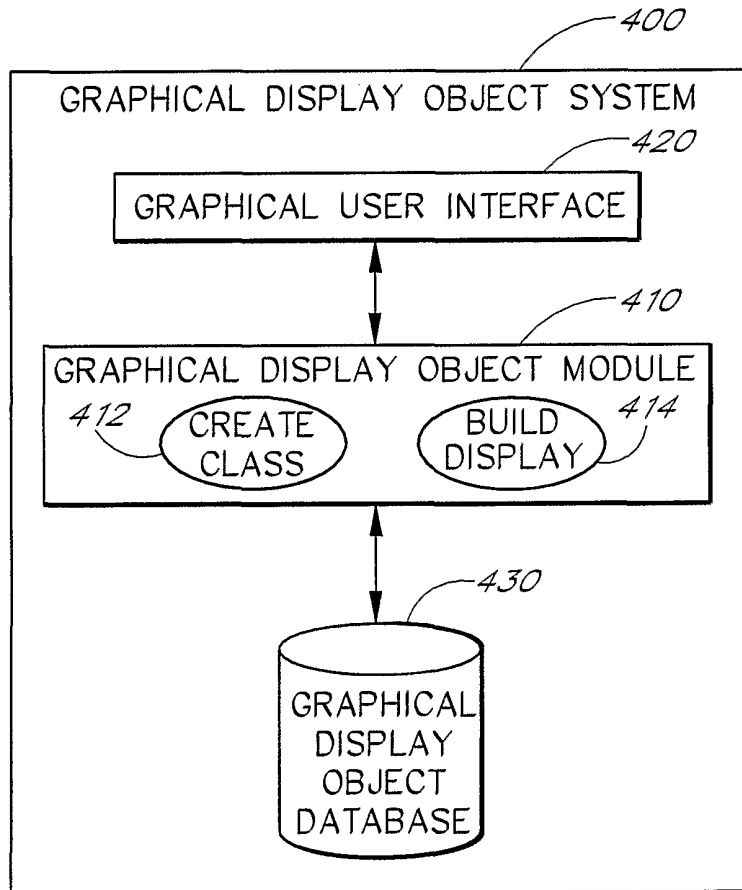 400
GRAPHICAL DISPLAY OBJECT SYSTEM
420
GRAPHICAL USER INTERFACE
410
GRAPHICAL DISPLAY OBJECT MODULE
412
CREATE
CLASS
BUILD
DISPLAY
414
430
GRAPHICAL
DISPLAY
OBJECT
DATABASE